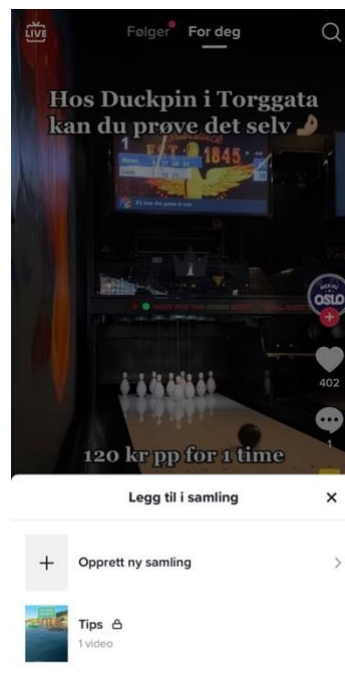 LIVE
Følger
For deg
Hos Duckpin i Torggata
kan du prøve det selv
EST 1845
OSLO
402
1
120 kr pp for 1 time
Legg til i samling
Opprett ny samling
Tips
1 video